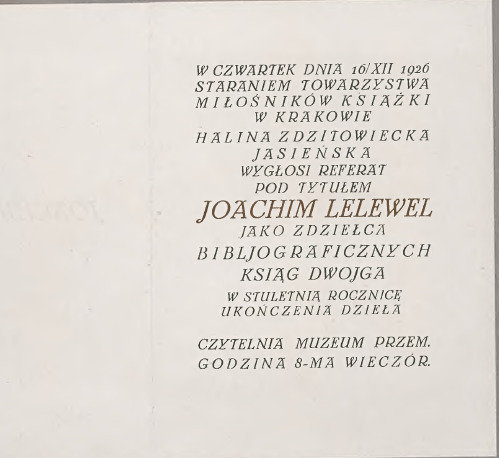 W CZWARTEK DNIA 16/XII 1926
STARANIEM TOWARZYSTWA
MIŁOŚNIKÓW KSIĄŻKI
W KRAKOWIE
HALINA ZDZITOWIECKA
JASIEŃSKA
WYGŁOSI REFERAT
POD TYTUŁEM
JOACHIM LELEWEL
JAKO ZDZIEŁCA
BIBLJOGRAFICZNYCH
KSIĄG DWOJGA
W STULETNIĄ ROCZNICĘ
UKOŃCZENIA DZIEŁA
CZYTELNIA MUZEUM PRZEM.
GODZINA 8-MA WIECZÓR.